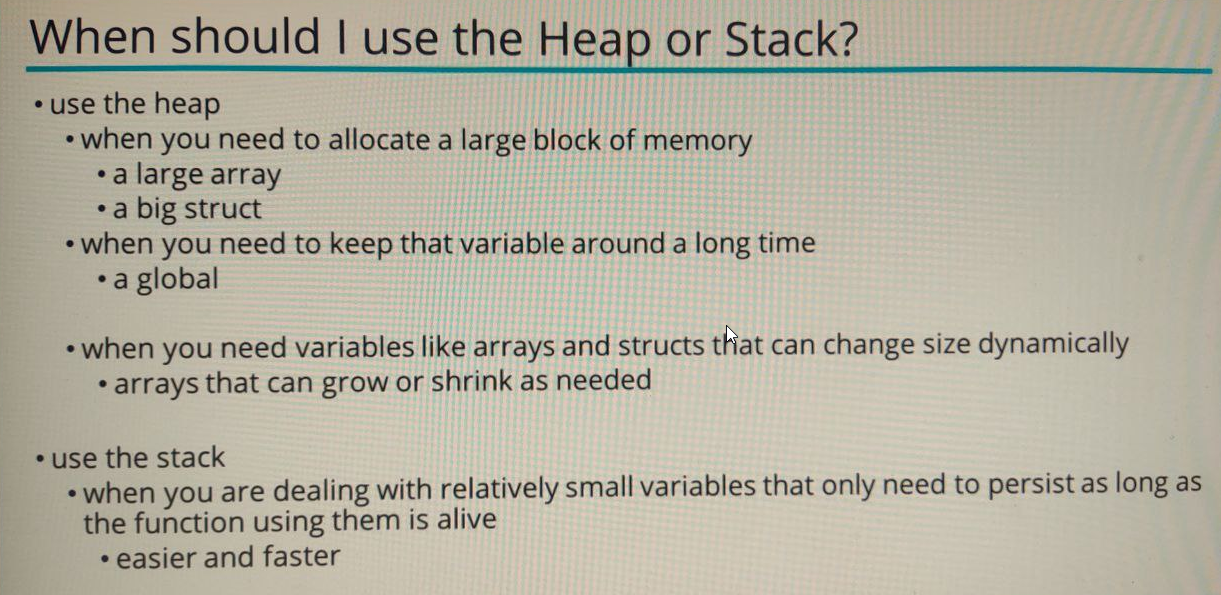 When should I use the Heap or Stack?
• use the heap
• when you need to allocate a large block of memory
• a large array
• a big struct
• when you need to keep that variable around a long time
• a global
• when you need variables like arrays and structs that can change size dynamically
• arrays that can grow or shrink as needed
• use the stack
• when you are dealing with relatively small variables that only need to persist as long as
the function using them is alive
• easier and faster